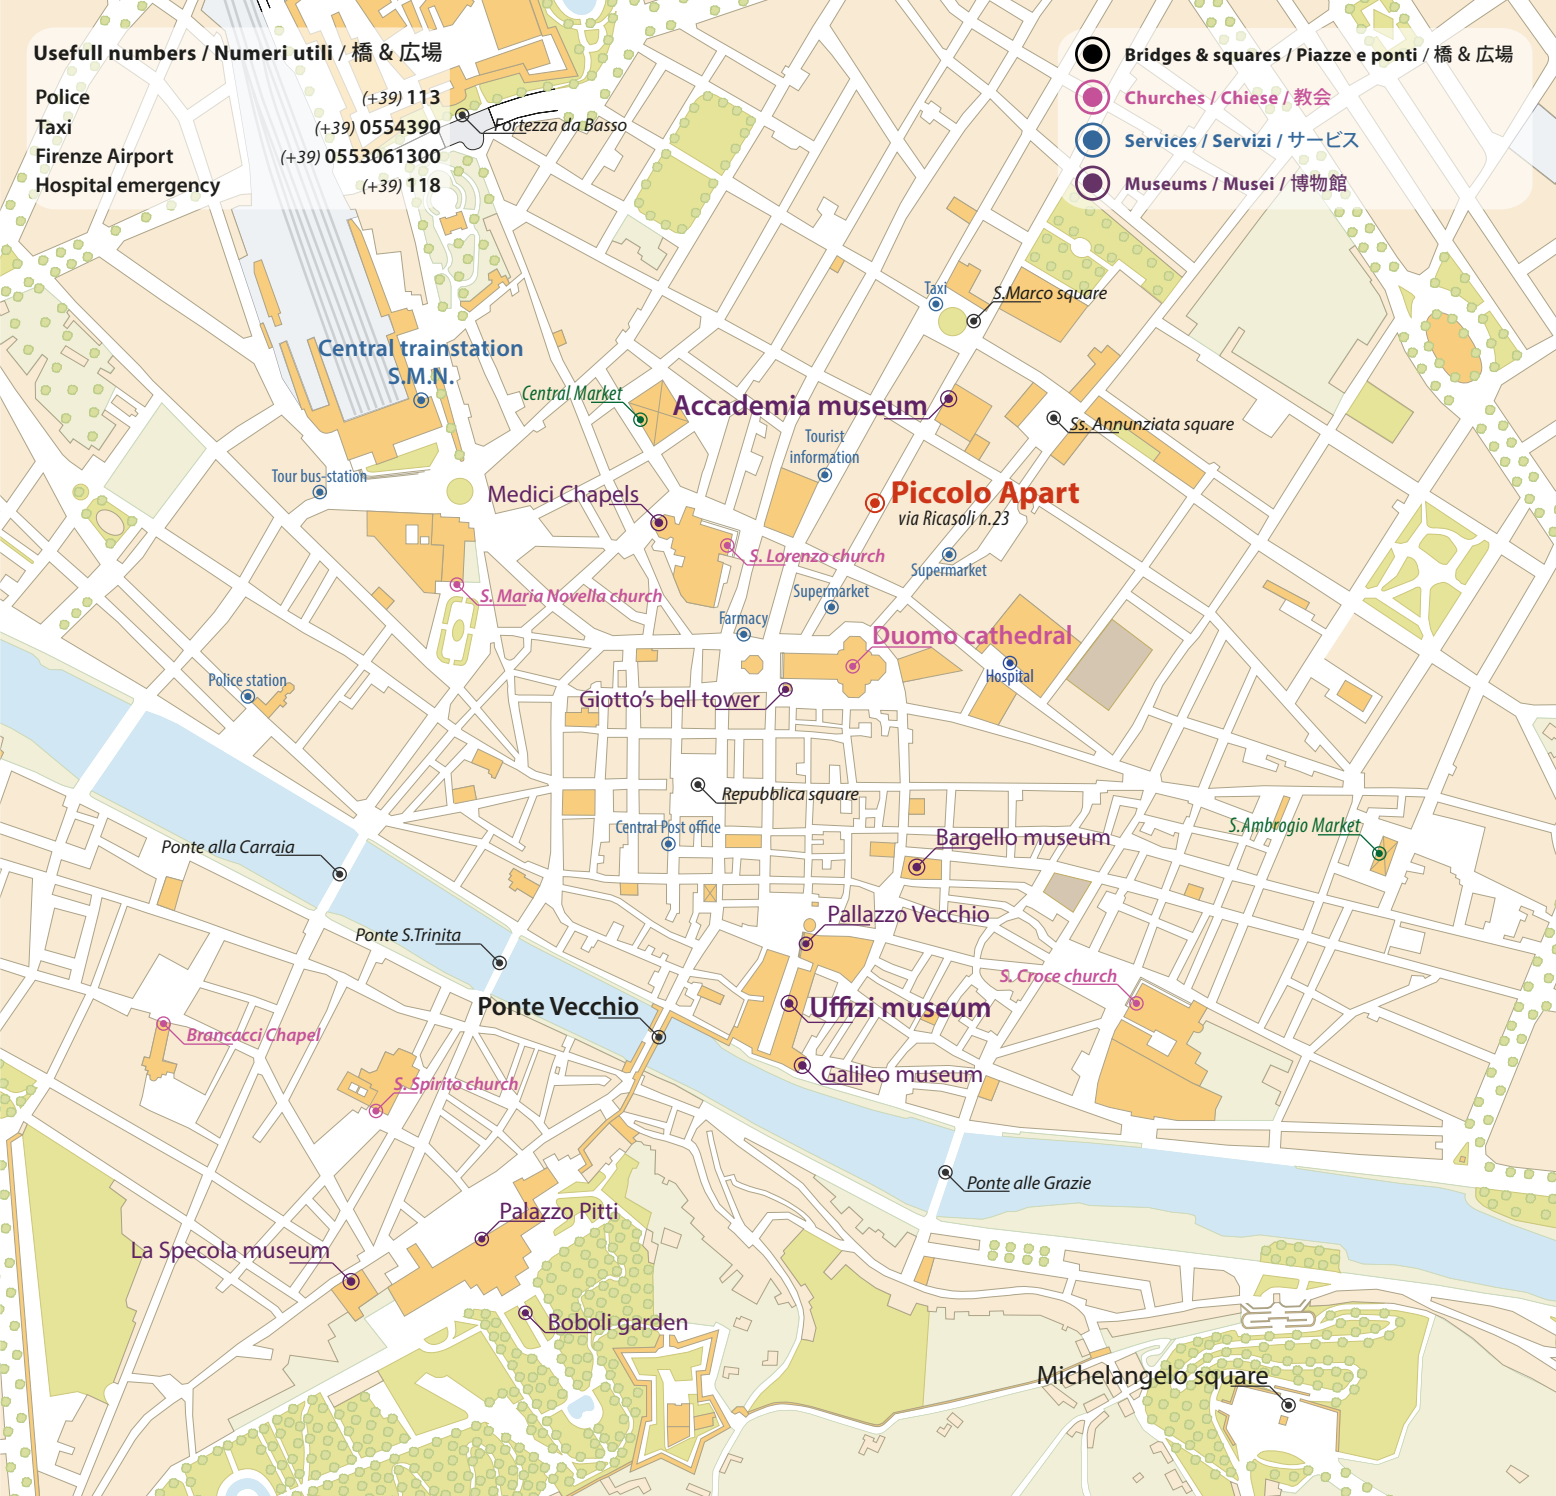 Usefull numbers / Numeri utili / 橋 & 広場
Police (+39) 113
Taxi (+39) 0554390
Firenze Airport (+39) 0553061300
Hospital emergency (+39) 118
Bridges & squares / Piazze e ponti / 橋 & 広場
Churches / Chiese / 教会
Services / Servizi / サービス
Museums / Musei / 博物館
Fortezza da Basso
Taxi
S.Marco square
Central trainstation
S.M.N.
Central Market
Accademia museum
Ss. Annunziata square
Tourist
information
Tour bus-station
Medici Chapels
Piccolo Apart
via Ricasoli n.23
S. Lorenzo church
Supermarket
S. Maria Novella church
Supermarket
Farmacy
Duomo cathedral
Hospital
Police station
Giotto's bell tower
Repubblica square
Central Post office
S.Ambrogio Market
Bargello museum
Ponte alla Carraia
Pallazzo Vecchio
Ponte S.Trinita
S. Croce church
Ponte Vecchio
Uffizi museum
Brancacci Chapel
Galileo museum
S. Spirito church
Ponte alle Grazie
Palazzo Pitti
La Specola museum
Boboli garden
Michelangelo square